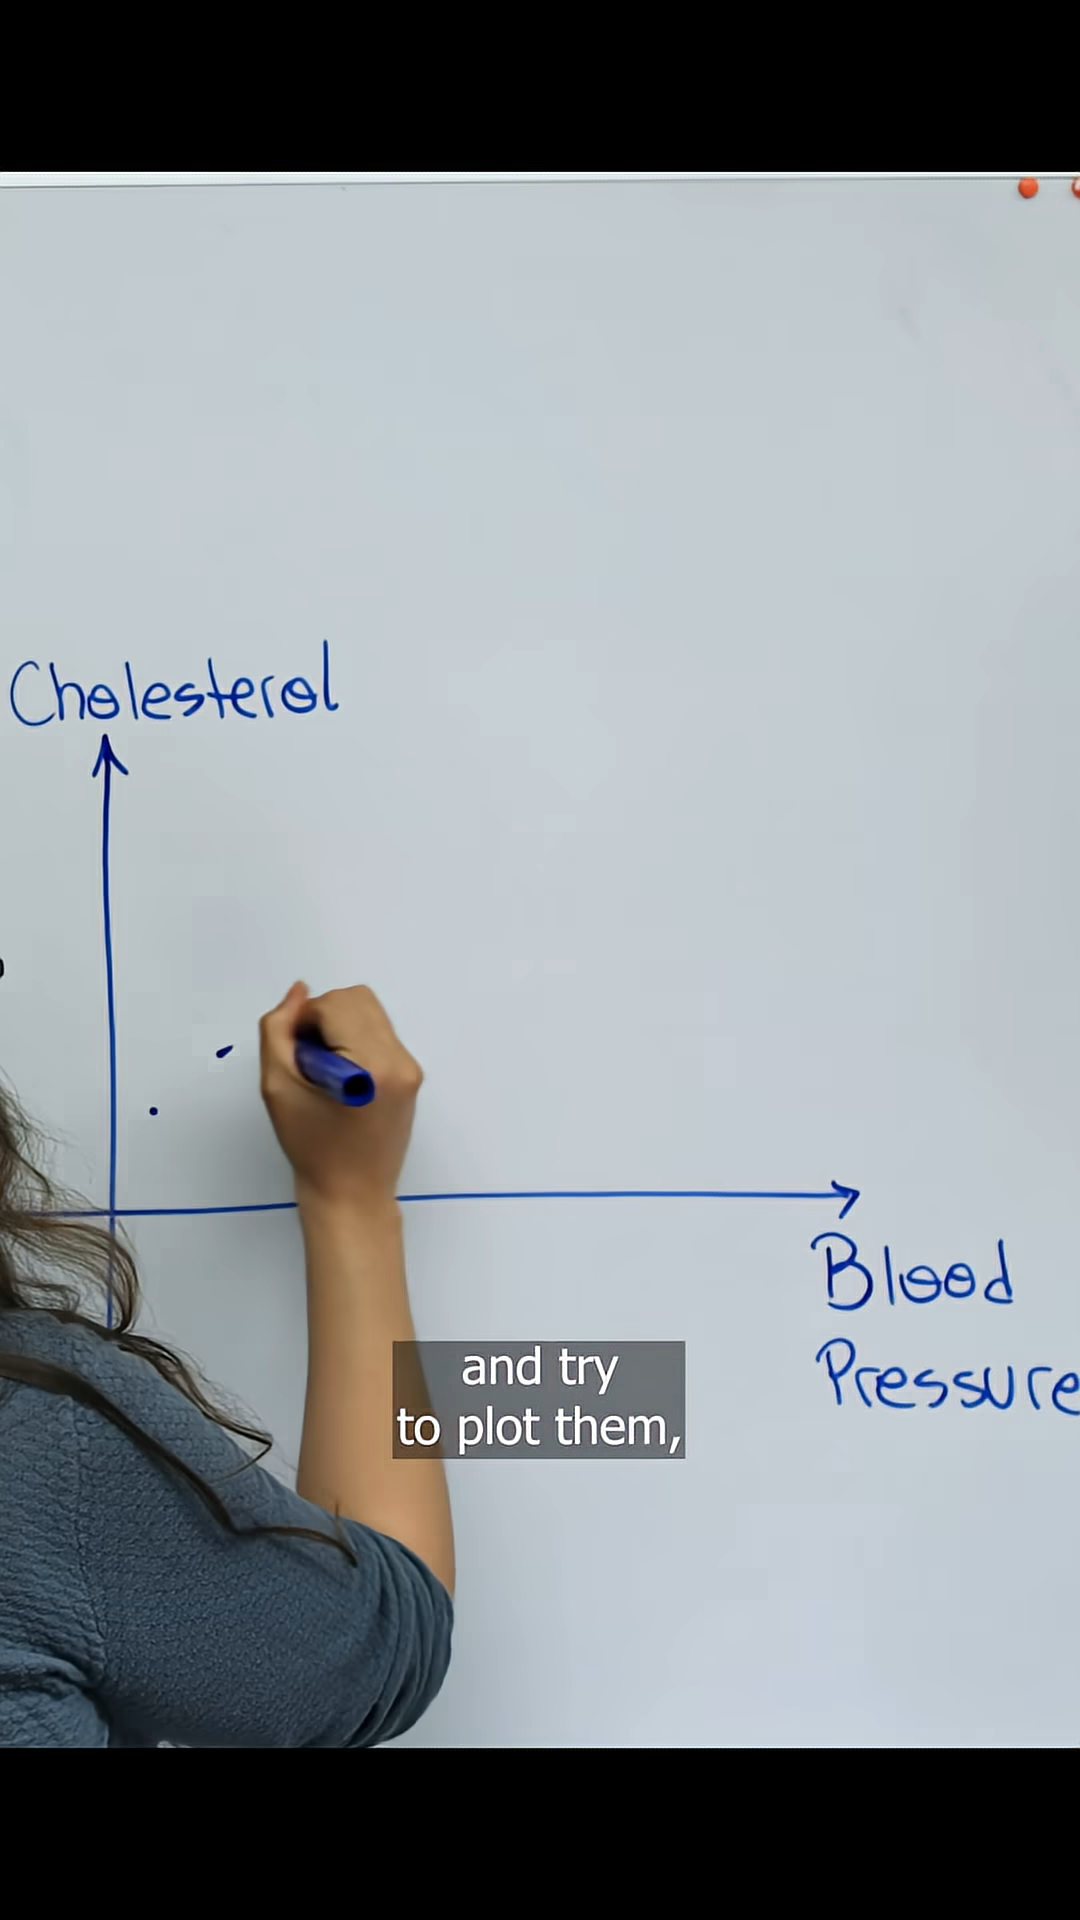 Cholesterol
Blood
Pressure
and try
to plot them,